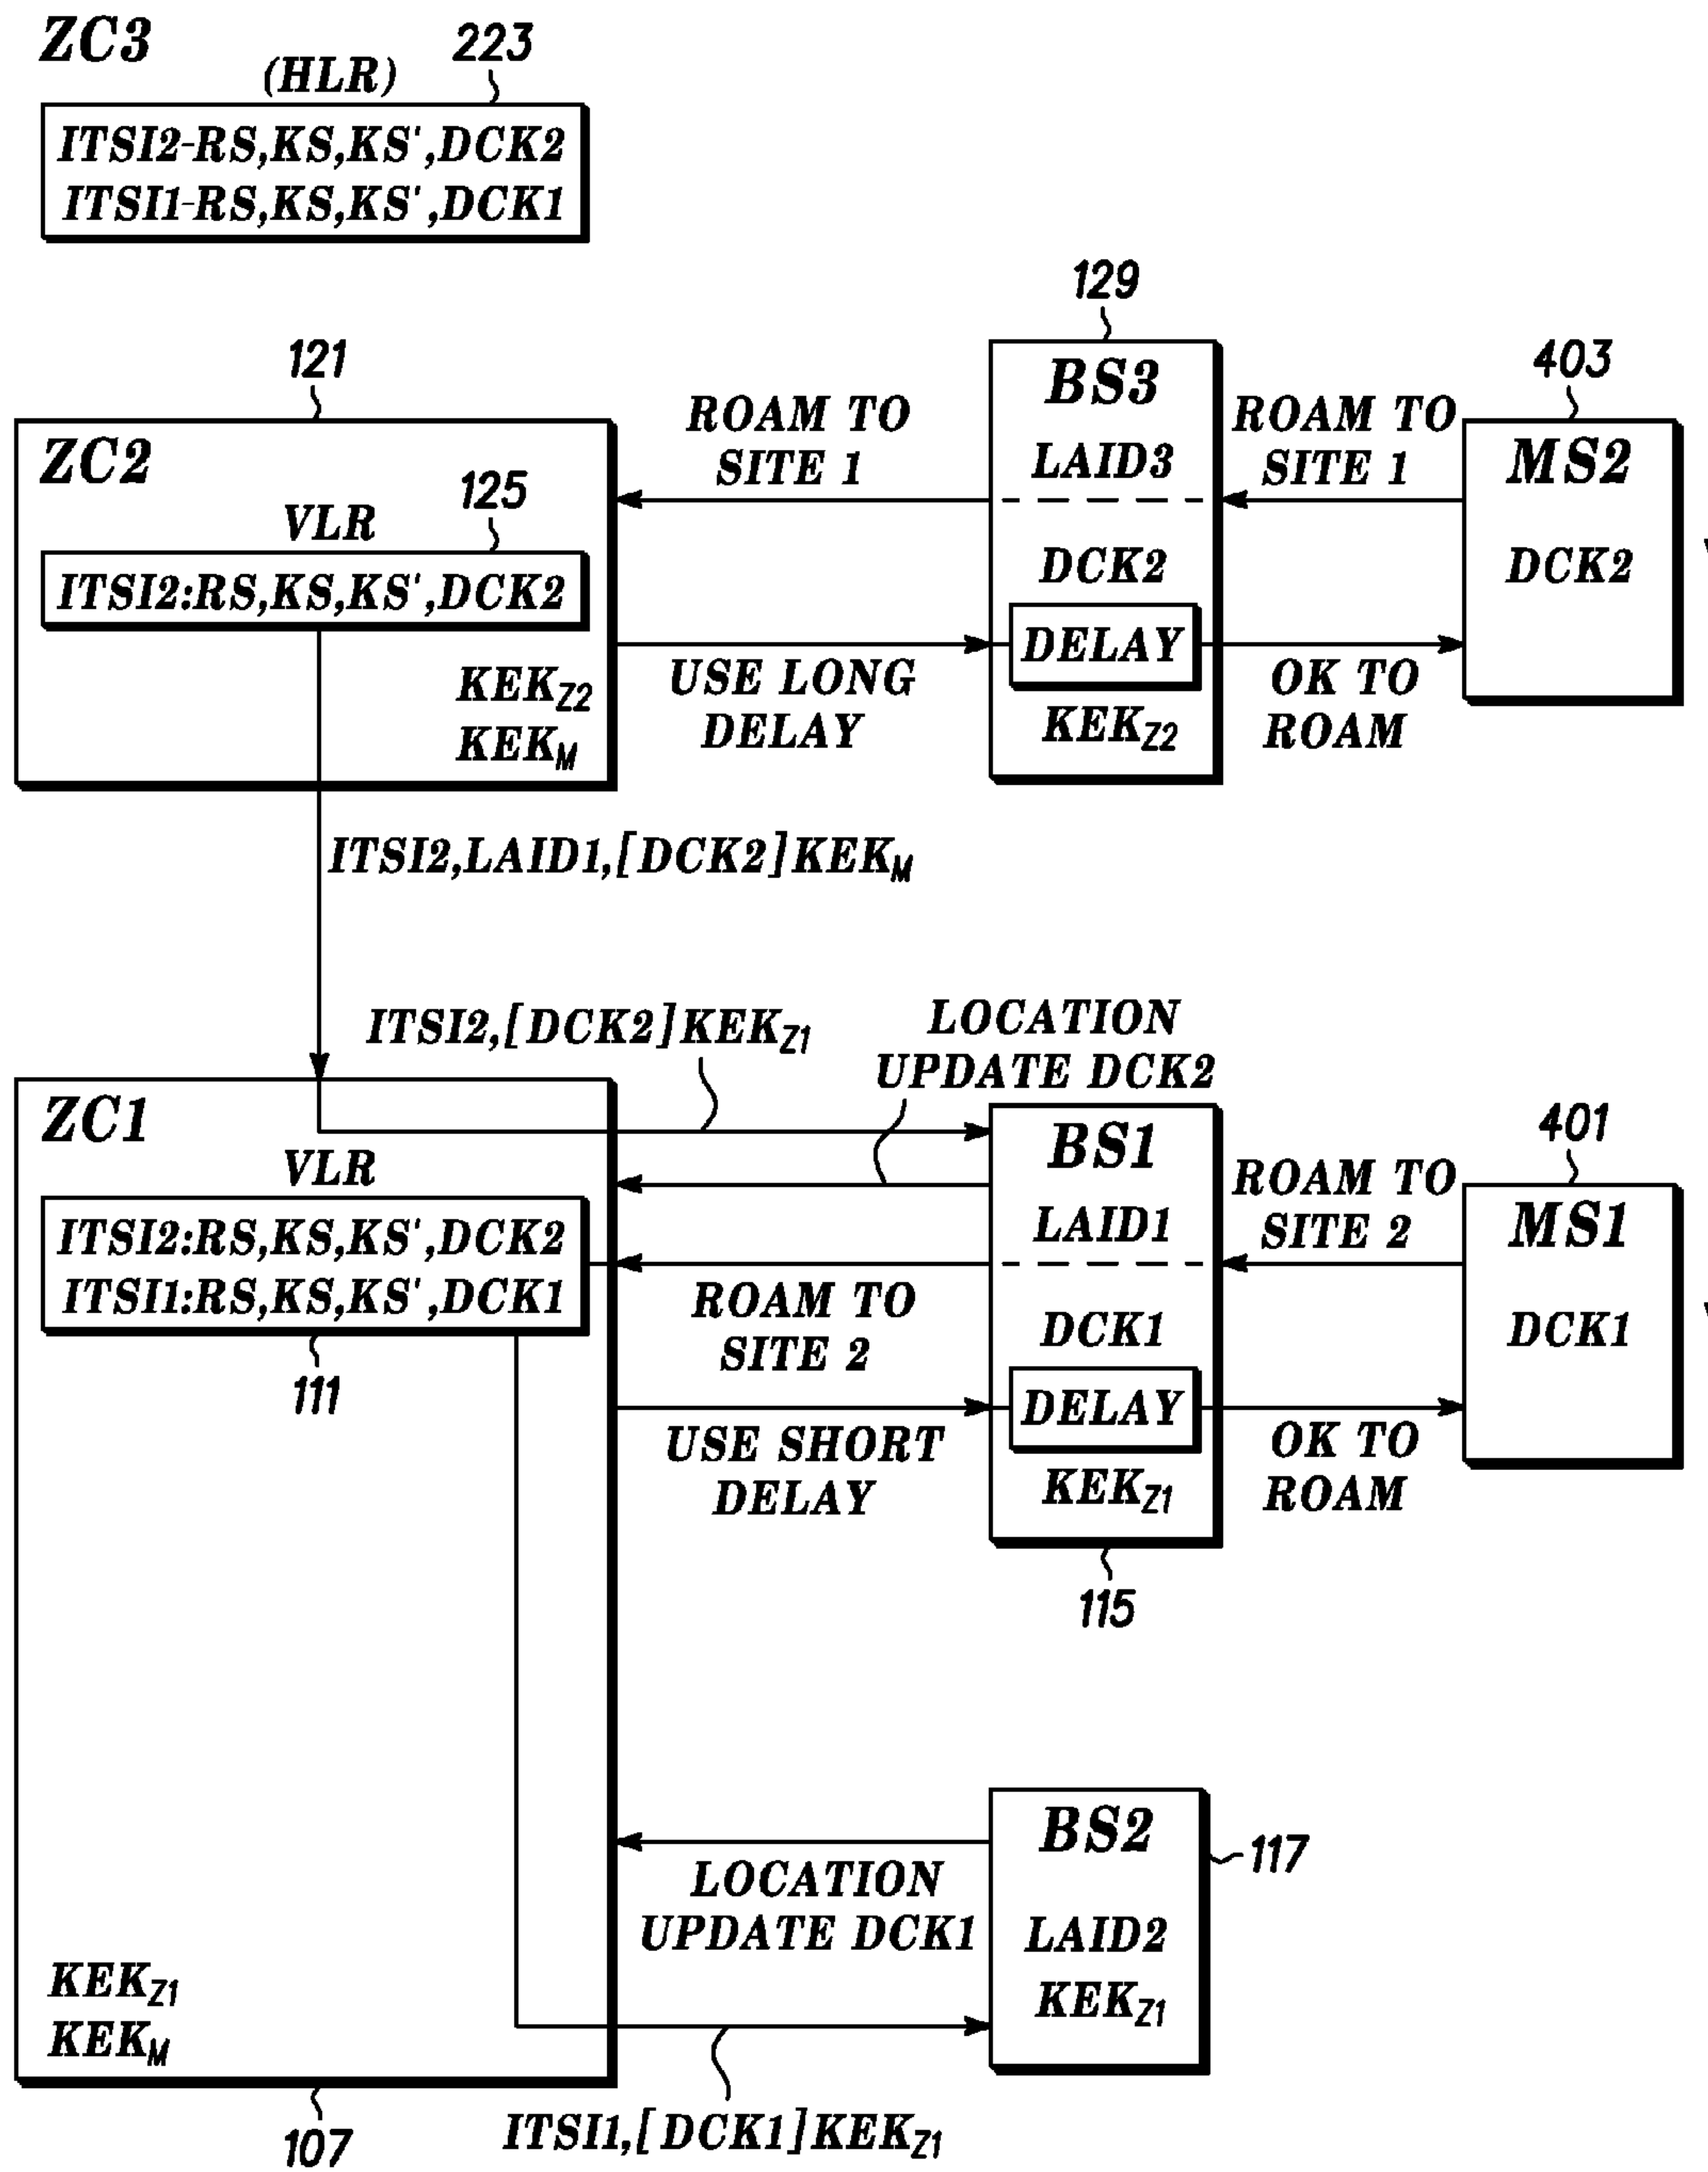 ZC3
(HLR)
223
ITSI2-RS,KS,KS',DCK2
ITSI1-RS,KS,KS',DCK1
121
ZC2
VLR
125
ITSI2:RS,KS,KS',DCK2
KEKZ2
KEKM
ROAM TO
SITE 1
USE LONG
DELAY
129
BS3
LAID3
DCK2
DELAY
KEKZ2
ROAM TO
SITE 1
OK TO
ROAM
403
MS2
DCK2
ITSI2,LAID1,[DCK2]KEKM
ITSI2,[DCK2]KEKZ1
LOCATION
UPDATE DCK2
ZC1
VLR
ITSI2:RS,KS,KS',DCK2
ITSI1:RS,KS,KS',DCK1
111
ROAM TO
SITE 2
USE SHORT
DELAY
BS1
LAID1
DCK1
DELAY
KEKZ1
115
ROAM TO
SITE 2
OK TO
ROAM
401
MS1
DCK1
LOCATION
UPDATE DCK1
BS2
LAID2
KEKZ1
117
KEKZ1
KEKM
107
ITSI1,[DCK1]KEKZ1